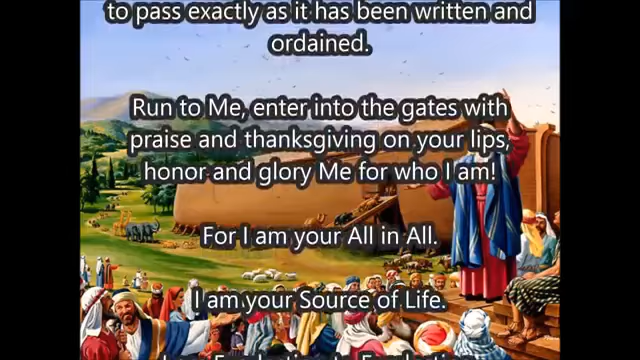 to pass exactly as it has been written and
ordained.
Run to Me, enter into the gates with
praise and thanksgiving on your lips,
honor and glory Me for who I am!
For I am your All in All.
I am your Source of Life.